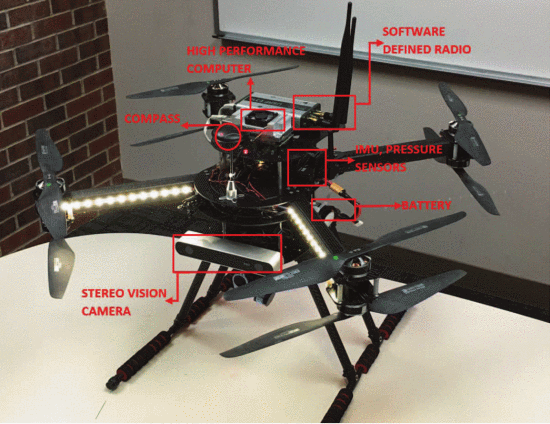 SOFTWARE
DEFINED RADIO
HIGH PERFORMANCE
COMPUTER
COMPASS
IMU, PRESSURE
SENSORS
BATTERY
STEREO VISION
CAMERA